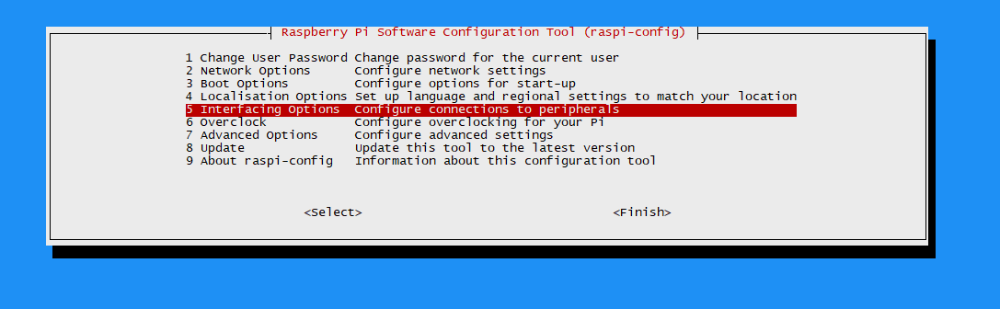 Raspberry Pi Software Configuration Tool (raspi-config)
1 Change User Password Change password for the current user
2 Network Options Configure network settings
3 Boot Options Configure options for start-up
4 Localisation Options Set up language and regional settings to match your location
5 Interfacing Options Configure connections to peripherals
6 Overclock Configure overclocking for your Pi
7 Advanced Options Configure advanced settings
8 Update Update this tool to the latest version
9 About raspi-config Information about this configuration tool
<Select> <Finish>